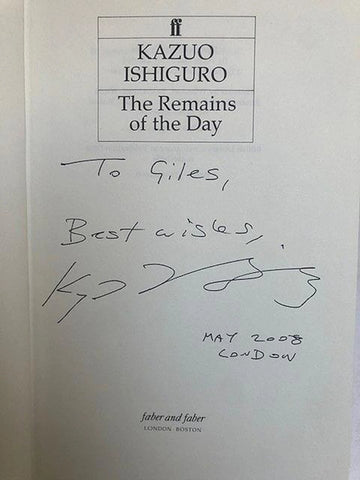 ff
KAZUO
ISHIGURO
The Remains
of the Day
To Giles,
Best wishes,
MAY 2008
LONDON
faber and faber
LONDON · BOSTON